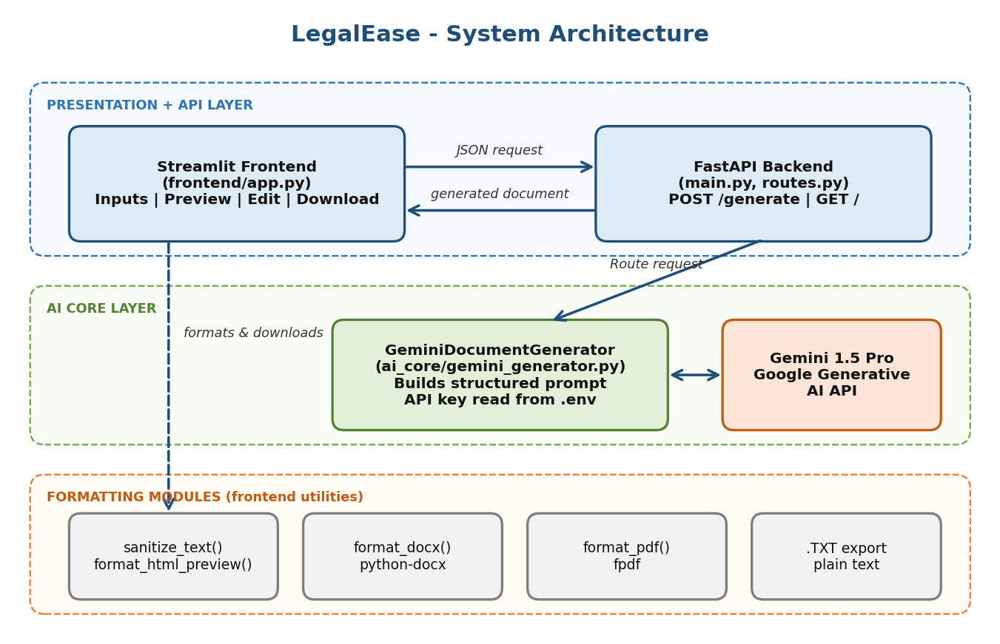 LegalEase - System Architecture
PRESENTATION + API LAYER
Streamlit Frontend
(frontend/app.py)
Inputs | Preview | Edit | Download
JSON request
generated document
FastAPI Backend
(main.py, routes.py)
POST /generate | GET /
Route request
AI CORE LAYER
formats & downloads
GeminiDocumentGenerator
(ai_core/gemini_generator.py)
Builds structured prompt
API key read from .env
Gemini 1.5 Pro
Google Generative
AI API
FORMATTING MODULES (frontend utilities)
sanitize_text()
format_html_preview()
format_docx()
python-docx
format_pdf()
fpdf
.TXT export
plain text